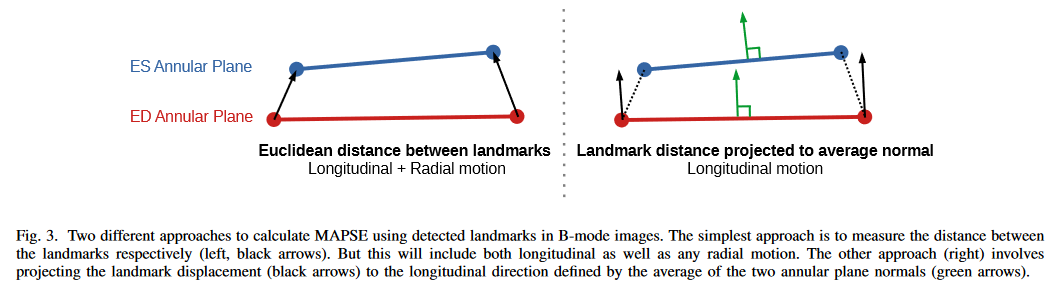 ES Annular Plane
ED Annular Plane
Euclidean distance between landmarks
Longitudinal + Radial motion
Landmark distance projected to average normal
Longitudinal motion
Fig. 3. Two different approaches to calculate MAPSE using detected landmarks in B-mode images. The simplest approach is to measure the distance between
the landmarks respectively (left, black arrows). But this will include both longitudinal as well as any radial motion. The other approach (right) involves
projecting the landmark displacement (black arrows) to the longitudinal direction defined by the average of the two annular plane normals (green arrows).